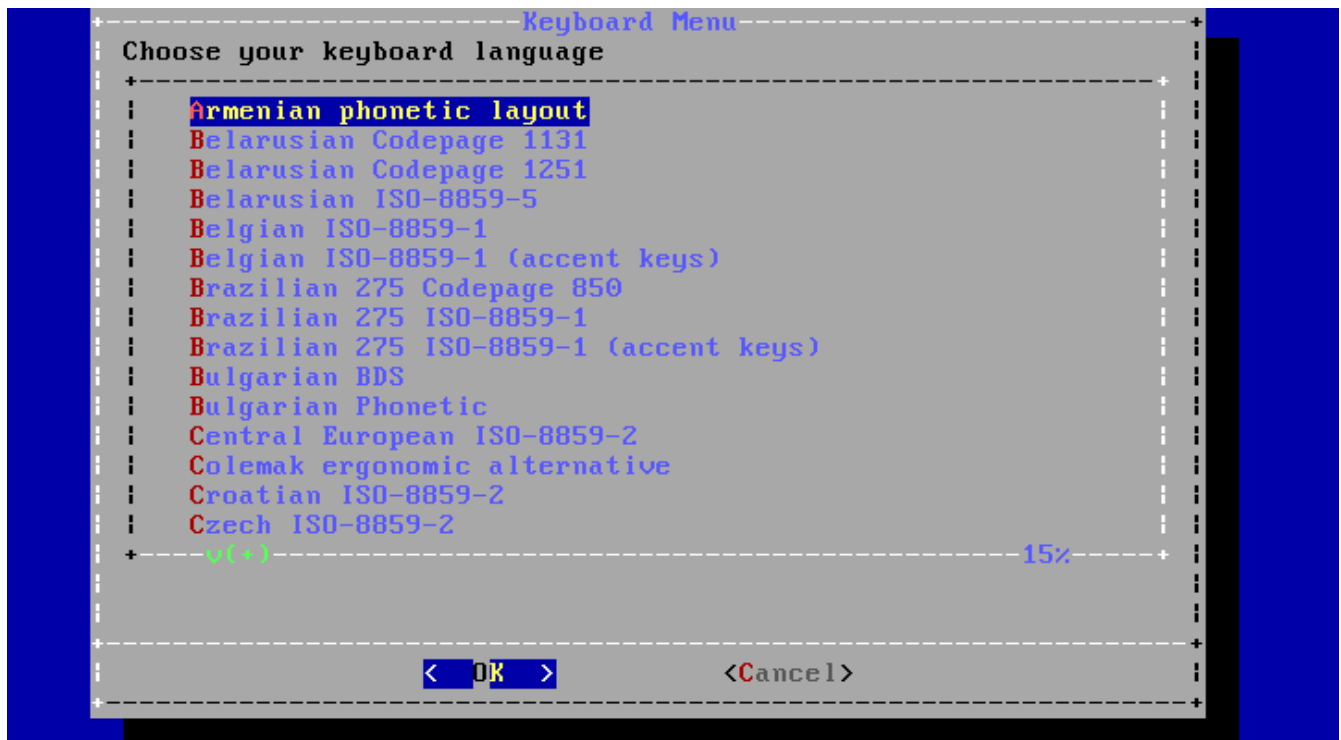 Keyboard Menu
Choose your keyboard language
Armenian phonetic layout
Belarusian Codepage 1131
Belarusian Codepage 1251
Belarusian ISO-8859-5
Belgian ISO-8859-1
Belgian ISO-8859-1 (accent keys)
Brazilian 275 Codepage 850
Brazilian 275 ISO-8859-1
Brazilian 275 ISO-8859-1 (accent keys)
Bulgarian BDS
Bulgarian Phonetic
Central European ISO-8859-2
Colemak ergonomic alternative
Croatian ISO-8859-2
Czech ISO-8859-2
v(+) 15%
< OK > <Cancel>